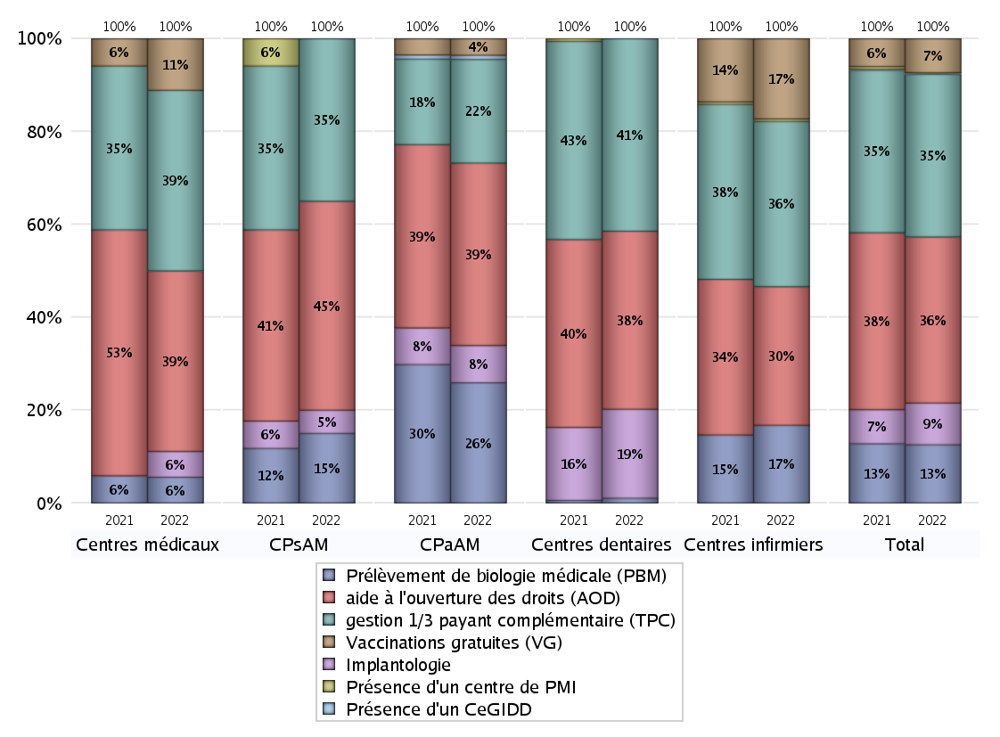 100% 100% 100% 100% 100% 100% 100% 100% 100% 100% 100% 100%
100%
80%
60%
40%
20%
0%
6% 35% 53% 6%
11% 39% 39% 6% 6%
6% 35% 41% 6% 12%
35% 45% 5% 15%
18% 39% 8% 30%
4% 22% 39% 8% 26%
43% 40% 16%
41% 38% 19%
14% 38% 34% 15%
17% 36% 30% 17%
6% 35% 38% 7% 13%
7% 35% 36% 9% 13%
2021 2022 2021 2022 2021 2022 2021 2022 2021 2022 2021 2022
Centres médicaux CPsAM CPaAM Centres dentaires Centres infirmiers Total
Prélèvement de biologie médicale (PBM)
aide à l'ouverture des droits (AOD)
gestion 1/3 payant complémentaire (TPC)
Vaccinations gratuites (VG)
Implantologie
Présence d'un centre de PMI
Présence d'un CeGIDD